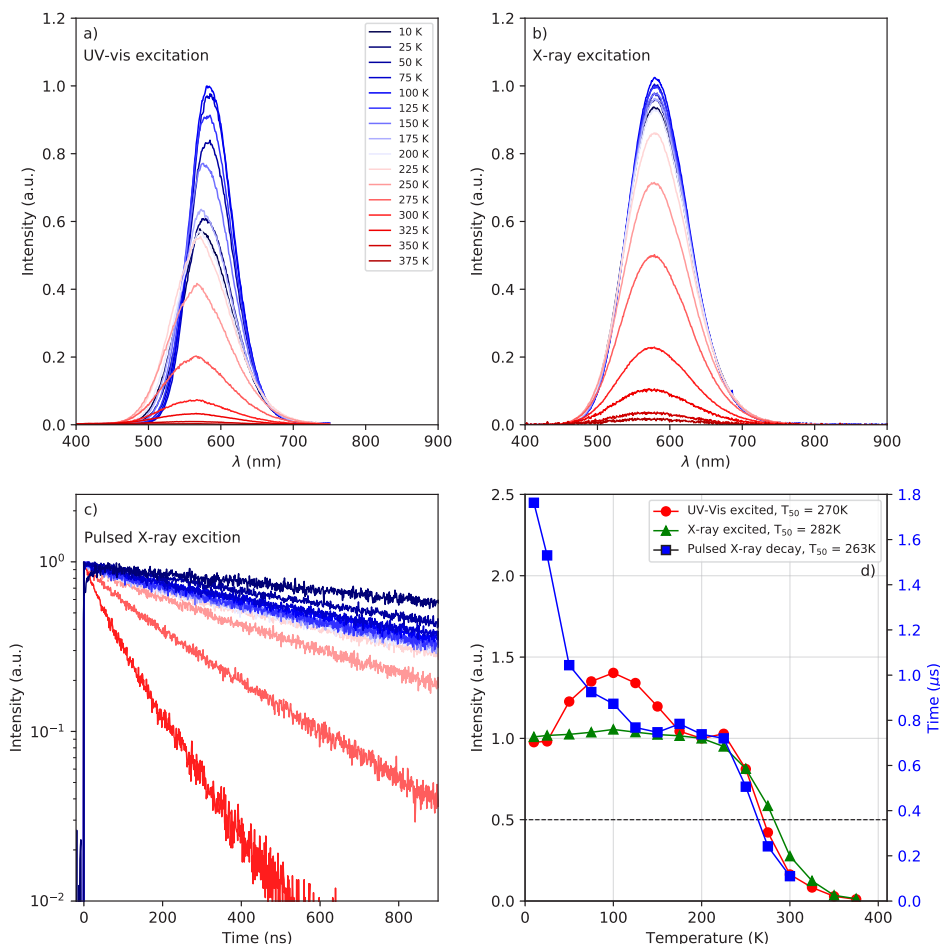 a)
UV-vis excitation
1.2
1.0
0.8
0.6
0.4
0.2
0.0
Intensity (a.u.)
10 K
25 K
50 K
75 K
100 K
125 K
150 K
175 K
200 K
225 K
250 K
275 K
300 K
325 K
350 K
375 K
400 500 600 700 800 900
λ (nm)
b)
X-ray excitation
1.2
1.0
0.8
0.6
0.4
0.2
0.0
Intensity (a.u.)
400 500 600 700 800 900
λ (nm)
c)
Pulsed X-ray excition
10⁰
10⁻¹
10⁻²
Intensity (a.u.)
0 200 400 600 800
Time (ns)
2.5
2.0
1.5
1.0
0.5
0.0
Intensity (a.u.)
UV-Vis excited, T₅₀ = 270K
X-ray excited, T₅₀ = 282K
Pulsed X-ray decay, T₅₀ = 263K
d)
1.8
1.6
1.4
1.2
1.0
0.8
0.6
0.4
0.2
0.0
Time (μs)
0 100 200 300 400
Temperature (K)